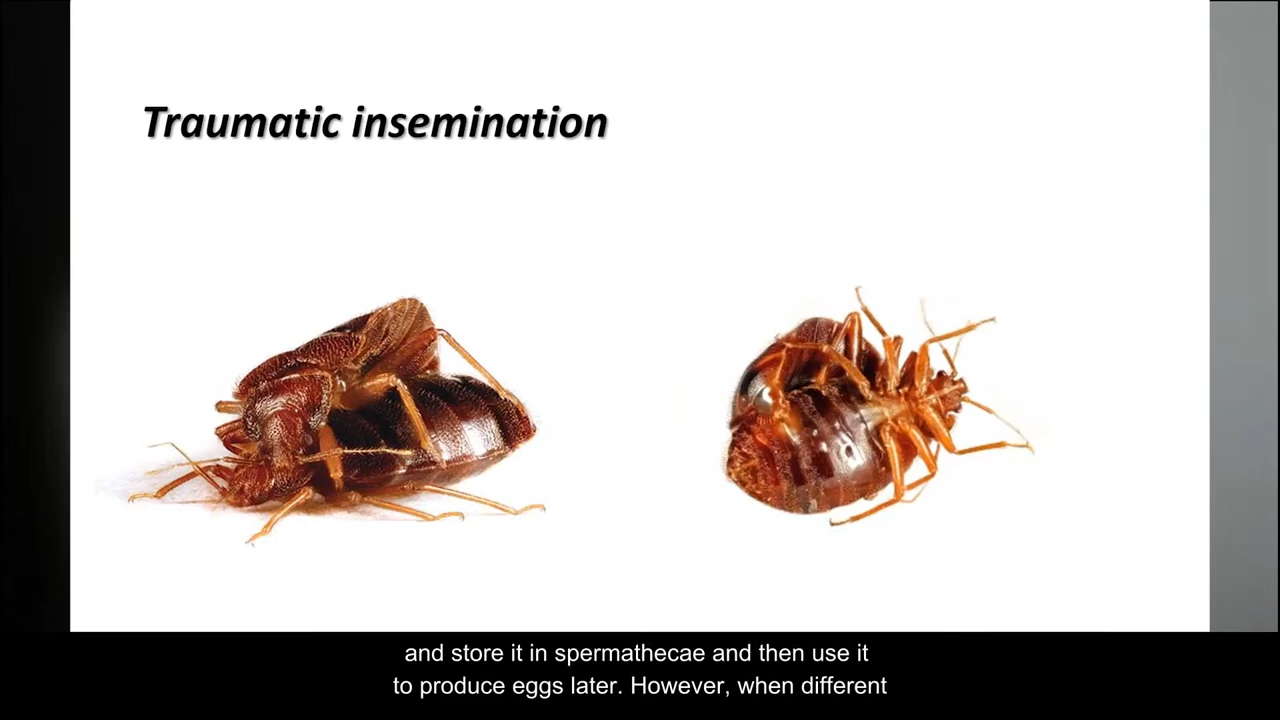 Traumatic insemination
and store it in spermathecae and then use it
to produce eggs later. However, when different